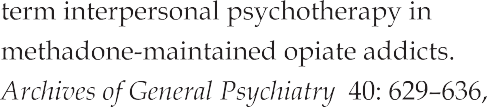 term interpersonal psychotherapy in
methadone-maintained opiate addicts.
Archives of General Psychiatry 40: 629–636,